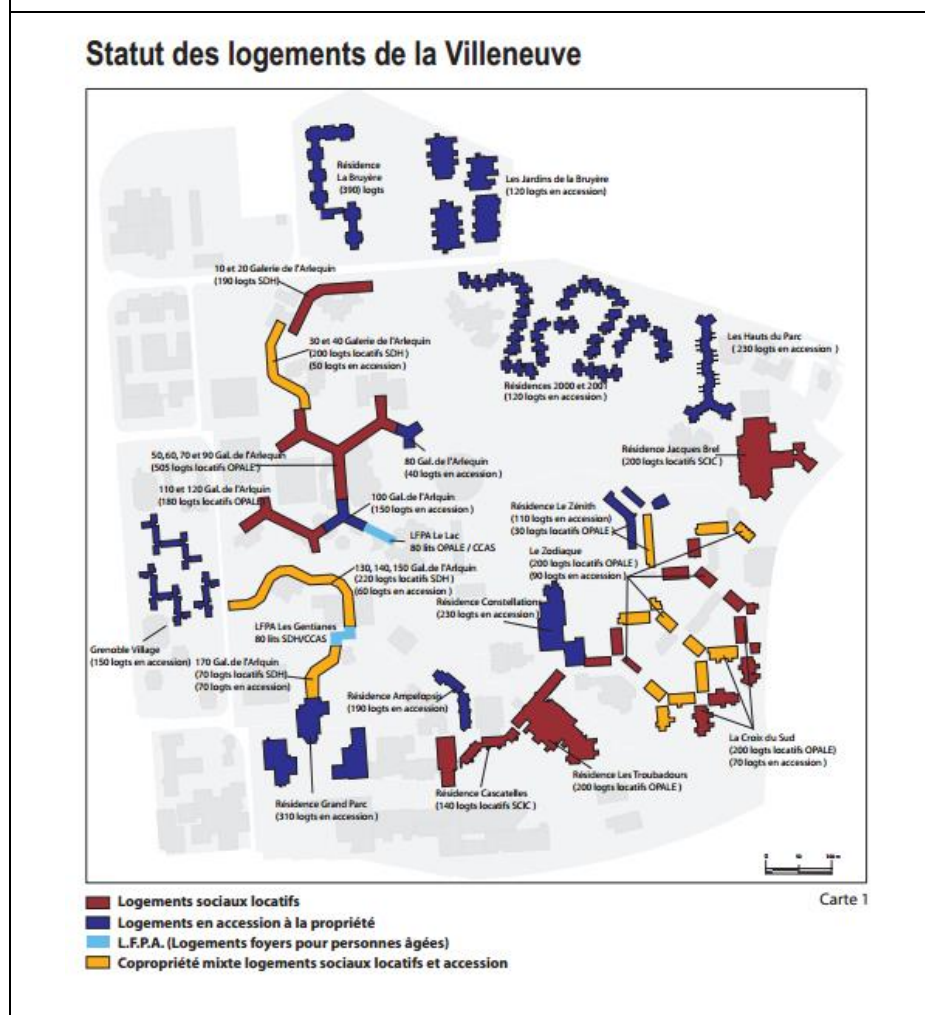 Statut des logements de la Villeneuve
Résidence
La Bruyère
(390) logts
Les Jardins de la Bruyère
(120 logts en accession)
10 et 20 Galerie de l'Arlequin
(190 logts SDH)
30 et 40 Galerie de l'Arlequin
(200 logts locatifs SDH )
(50 logts en accession )
Les Hauts du Parc
( 230 logts en accession )
Résidences 2000 et 2001
(120 logts en accession )
50,60, 70 et 90 Gal. de l'Arlequin
(505 logts locatifs OPALE)
80 Gal. de l'Arlequin
(40 logts en accession )
Résidence Jacques Brel
(200 logts locatifs SCIC )
110 et 120 Gal. de l'Arlquin
(180 logts locatifs OPALE)
100 Gal. de l'Arlquin
(150 logts en accession )
Résidence Le Zénith
(110 logts en accession)
(30 logts locatifs OPALE )
LFPA Le Lac
80 lits OPALE / CCAS
Le Zodiaque
(200 logts locatifs OPALE )
(90 logts en accession )
130, 140, 150 Gal. de l'Arlquin
(220 logts locatifs SDH )
(60 logts en accession )
Résidence Constellations
(230 logts en accession )
LFPA Les Gentianes
80 lits SDH/CCAS
Grenoble Village
(150 logts en accession )
170 Gal. de l'Arlquin
(70 logts locatifs SDH)
(70 logts en accession)
Résidence Ampelopsis
(190 logts en accession)
La Croix du Sud
(200 logts locatifs OPALE)
(70 logts en accession )
Résidence Les Troubadours
(200 logts locatifs OPALE )
Résidence Cascatelles
(140 logts locatifs SCIC )
Résidence Grand Parc
(310 logts en accession )
0
Carte 1
Logements sociaux locatifs
Logements en accession à la propriété
L.F.P.A. (Logements foyers pour personnes âgées)
Copropriété mixte logements sociaux locatifs et accession